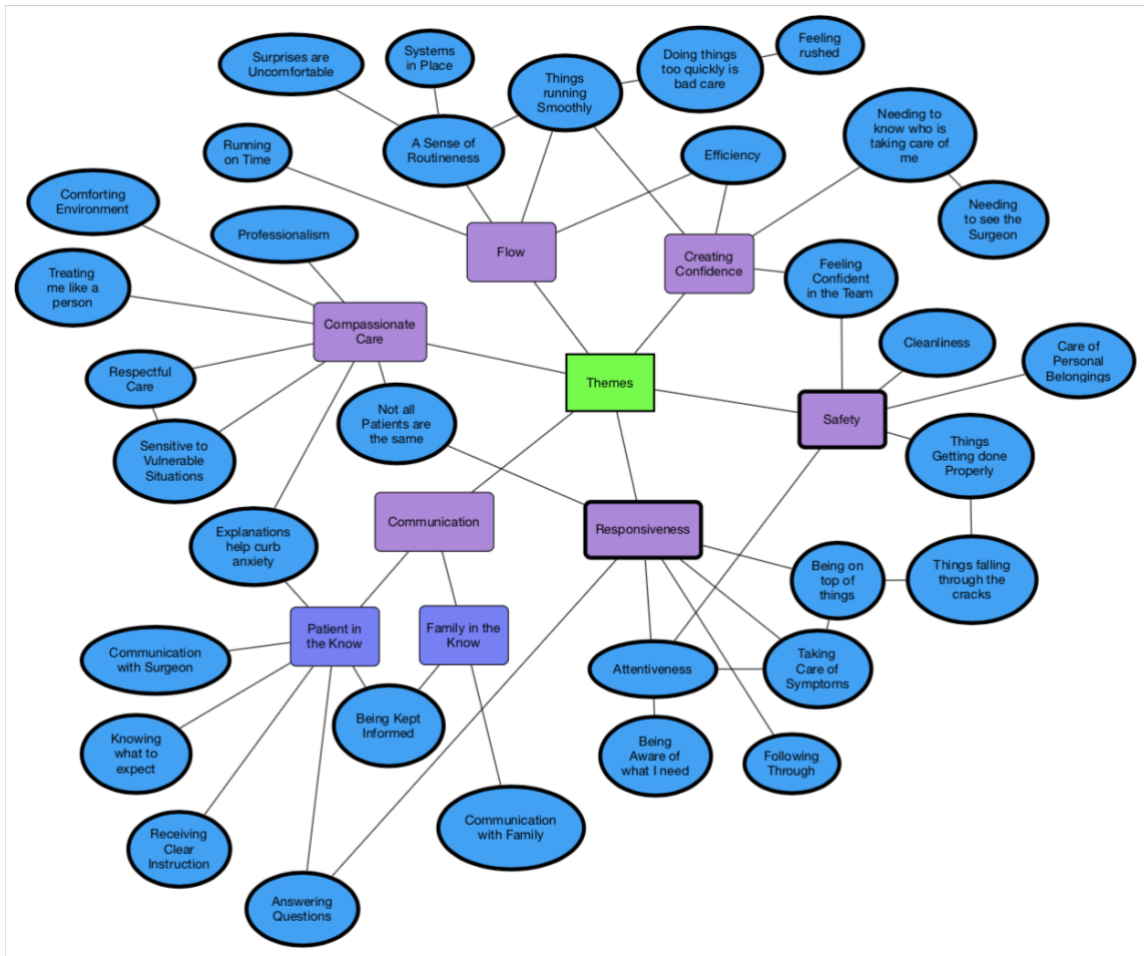 Surprises are
Uncomfortable
Systems
in Place
Things
running
Smoothly
Doing things
too quickly is
bad care
Feeling
rushed
Running
on Time
A Sense of
Routineness
Efficiency
Needing to
know who is
taking care of
me
Needing
to see the
Surgeon
Comforting
Environment
Professionalism
Flow
Creating
Confidence
Feeling
Confident
in the Team
Treating
me like a
person
Compassionate
Care
Cleanliness
Care of
Personal
Belongings
Respectful
Care
Themes
Not all
Patients are
the same
Safety
Sensitive to
Vulnerable
Situations
Things
Getting done
Properly
Explanations
help curb
anxiety
Communication
Responsiveness
Being on
top of
things
Things falling
through the
cracks
Patient in
the Know
Family in the
Know
Communication
with Surgeon
Attentiveness
Taking
Care of
Symptoms
Being Kept
Informed
Knowing
what to
expect
Being
Aware of
what I need
Following
Through
Receiving
Clear
Instruction
Communication
with Family
Answering
Questions